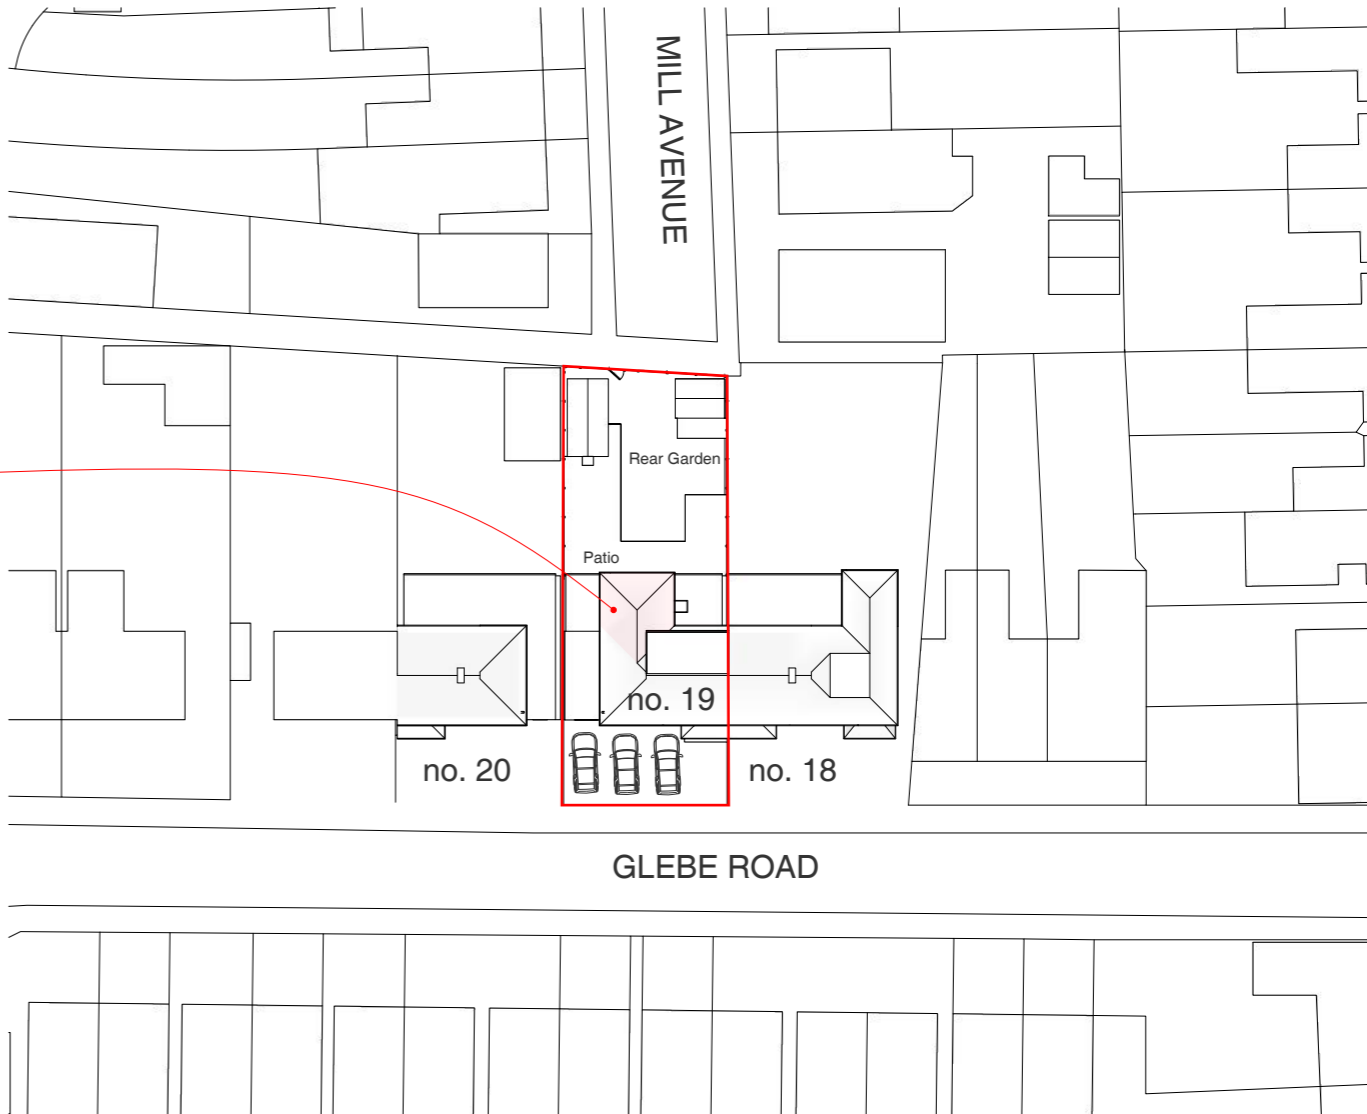 MILL AVENUE
Rear Garden
Patio
no. 19
no. 20
no. 18
GLEBE ROAD